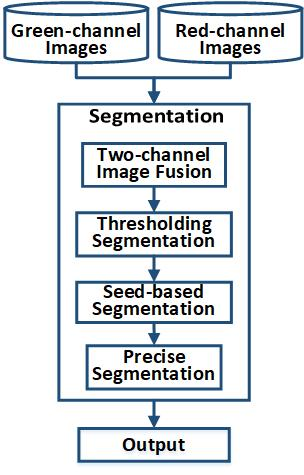 Green-channel
Images
Red-channel
Images
Segmentation
Two-channel
Image Fusion
Thresholding
Segmentation
Seed-based
Segmentation
Precise
Segmentation
Output